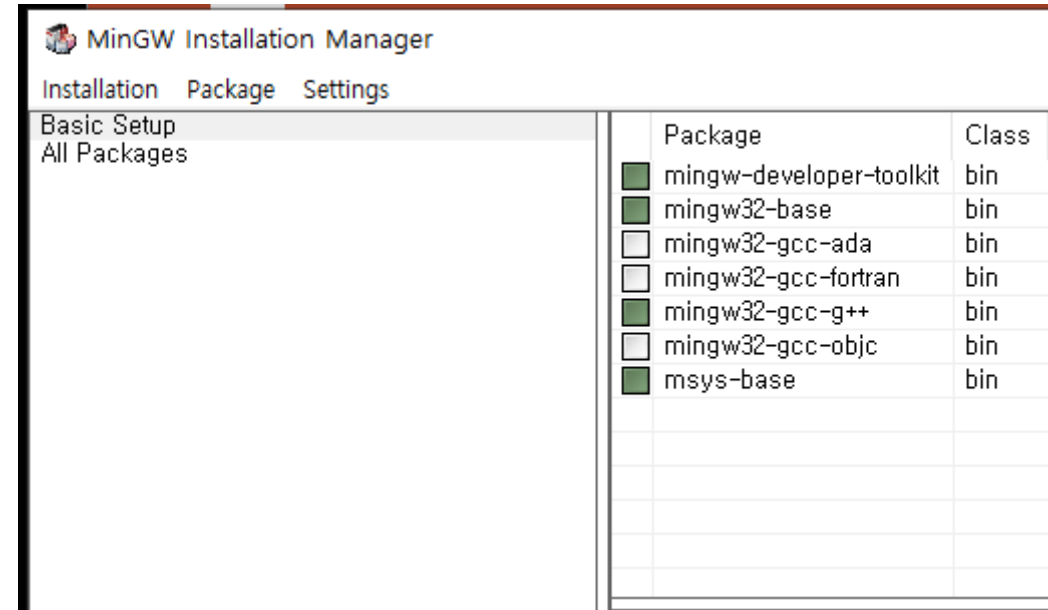 MinGW Installation Manager
Installation Package Settings
Basic Setup
All Packages
Package Class
mingw-developer-toolkit bin
mingw32-base bin
mingw32-gcc-ada bin
mingw32-gcc-fortran bin
mingw32-gcc-g++ bin
mingw32-gcc-objc bin
msys-base bin